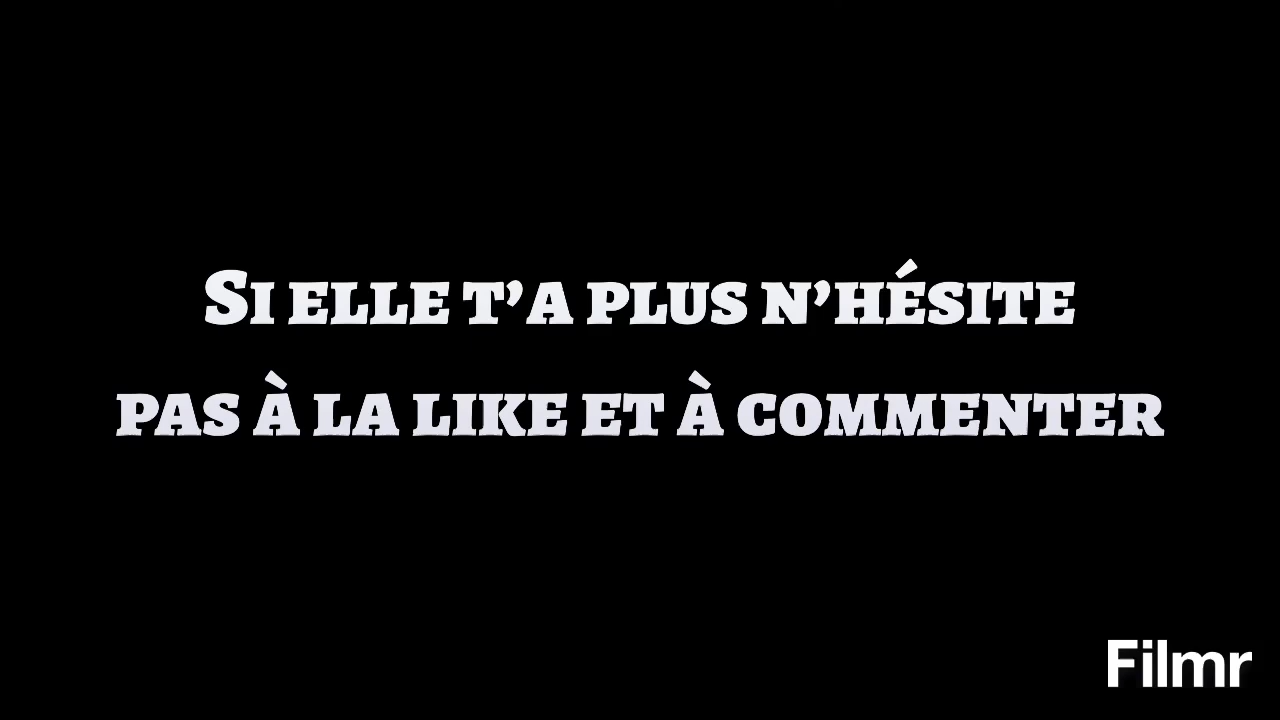 Si elle t’a plus n’hésite
pas à la like et à commenter
Filmr